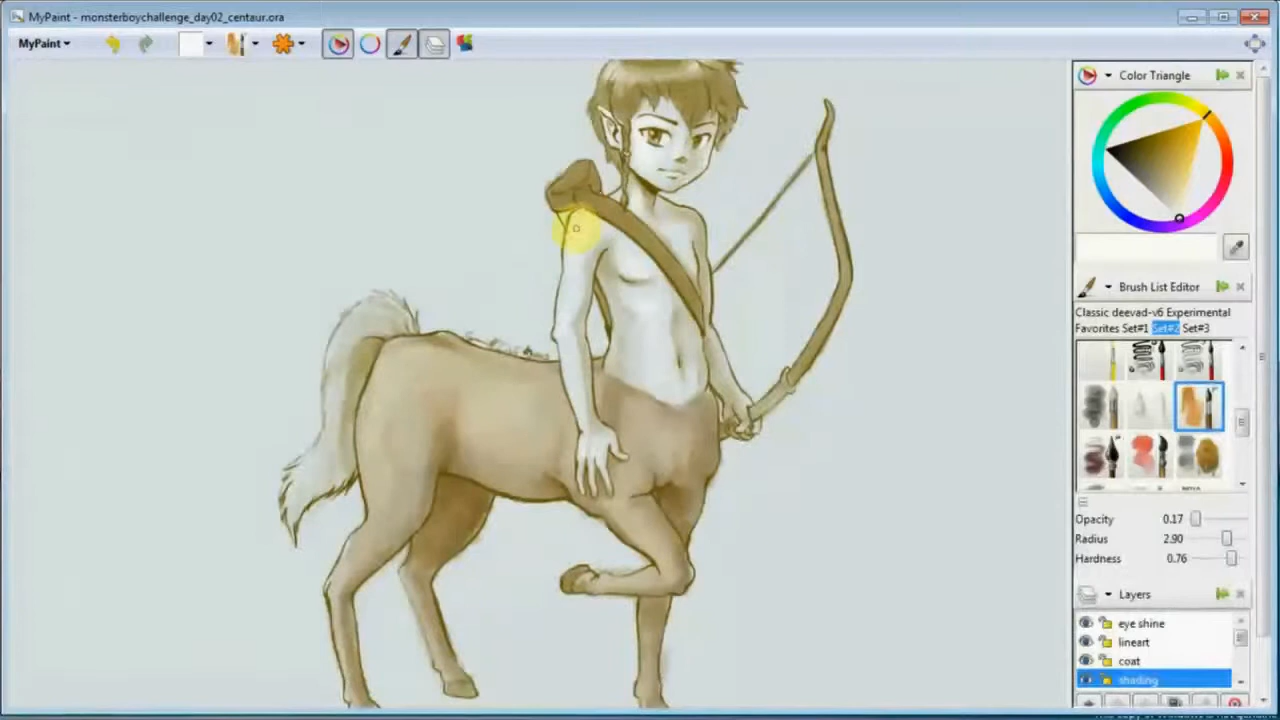 MyPaint - monsterboychallenge_day02_centaur.ora
MyPaint
Color Triangle
Brush List Editor
Classic deevad-v6 Experimental
Favorites Set#1 Set#2 Set#3
Opacity 0.17
Radius 2.90
Hardness 0.76
Layers
eye shine
lineart
coat
shading